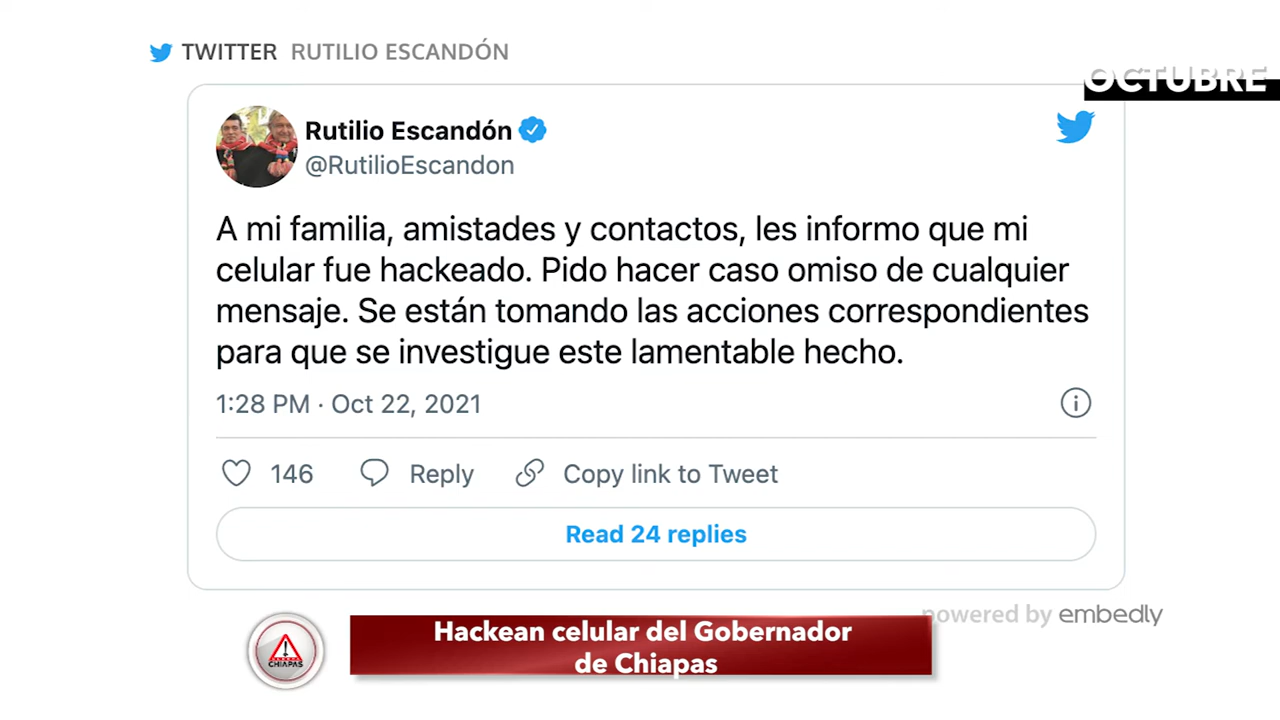 TWITTER RUTILIO ESCANDÓN
OCTUBRE
Rutilio Escandón
@RutilioEscandon
A mi familia, amistades y contactos, les informo que mi
celular fue hackeado. Pido hacer caso omiso de cualquier
mensaje. Se están tomando las acciones correspondientes
para que se investigue este lamentable hecho.
1:28 PM · Oct 22, 2021
146 Reply Copy link to Tweet
Read 24 replies
powered by embedly
Hackean celular del Gobernador
de Chiapas
CHIAPAS